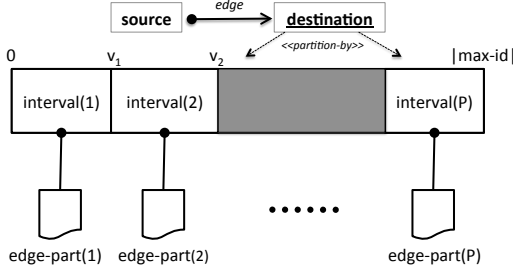 edge
source destination
<<partition-by>>
0 v1 v2 |max-id|
interval(1) interval(2) interval(P)
......
edge-part(1) edge-part(2) edge-part(P)